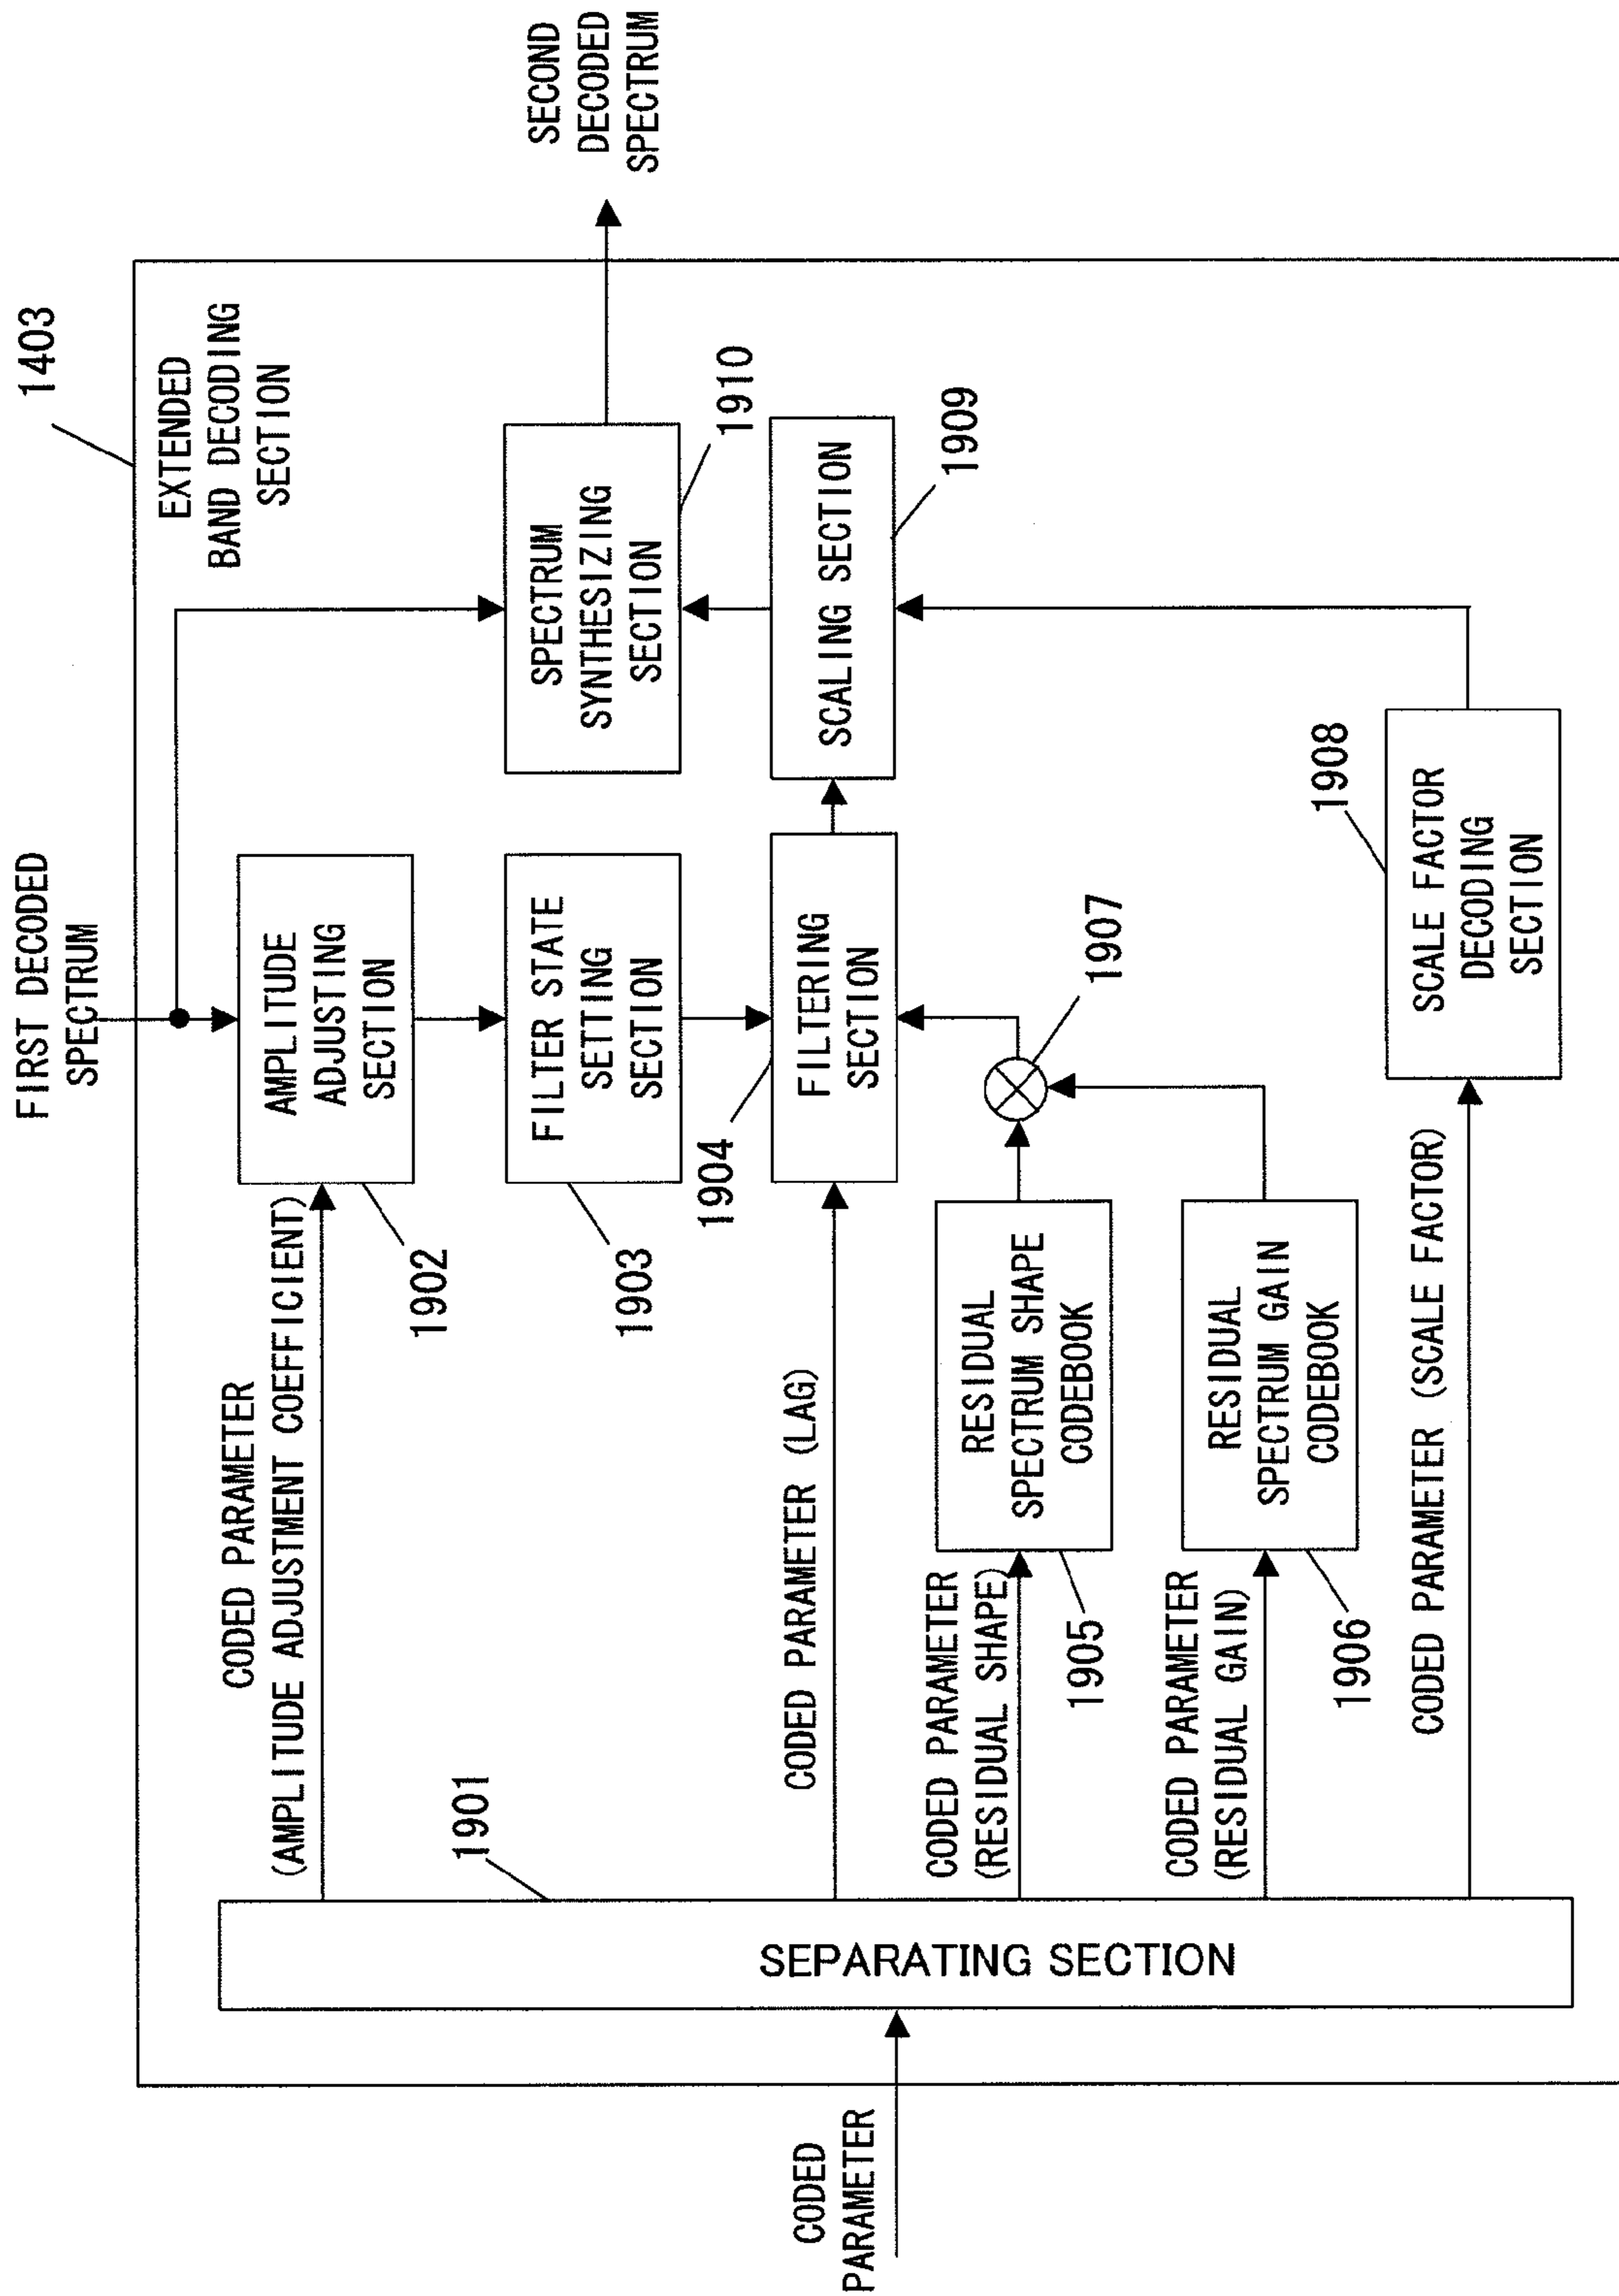 1403
FIRST DECODED
SPECTRUM
EXTENDED
BAND DECODING
SECTION
CODED PARAMETER
(AMPLITUDE ADJUSTMENT COEFFICIENT)
AMPLITUDE
ADJUSTING
SECTION
1902
FILTER STATE
SETTING
SECTION
1903
SPECTRUM
SYNTHESIZING
SECTION
1910
SECOND
DECODED
SPECTRUM
1901
SEPARATING SECTION
CODED
PARAMETER
CODED PARAMETER (LAG)
1904
FILTERING
SECTION
SCALING SECTION
1909
CODED PARAMETER
(RESIDUAL SHAPE)
RESIDUAL
SPECTRUM SHAPE
CODEBOOK
1905
1907
CODED PARAMETER
(RESIDUAL GAIN)
RESIDUAL
SPECTRUM GAIN
CODEBOOK
1906
CODED PARAMETER (SCALE FACTOR)
1908
SCALE FACTOR
DECODING
SECTION